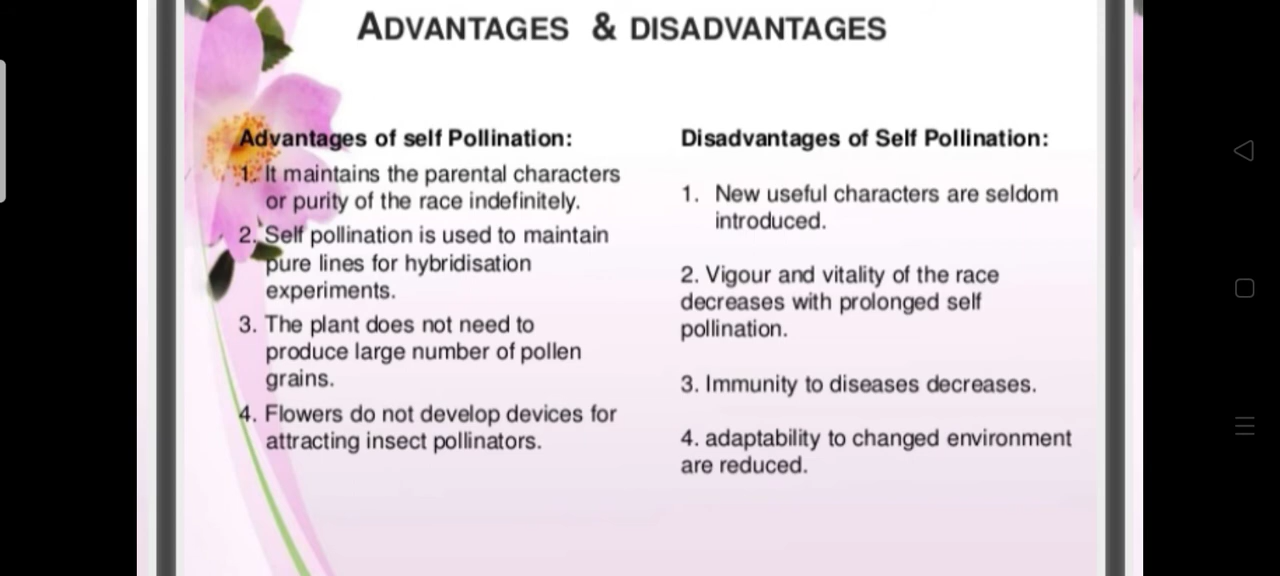 ADVANTAGES & DISADVANTAGES
Advantages of self Pollination:
1. It maintains the parental characters
or purity of the race indefinitely.
2. Self pollination is used to maintain
pure lines for hybridisation
experiments.
3. The plant does not need to
produce large number of pollen
grains.
4. Flowers do not develop devices for
attracting insect pollinators.
Disadvantages of Self Pollination:
1. New useful characters are seldom
introduced.
2. Vigour and vitality of the race
decreases with prolonged self
pollination.
3. Immunity to diseases decreases.
4. adaptability to changed environment
are reduced.